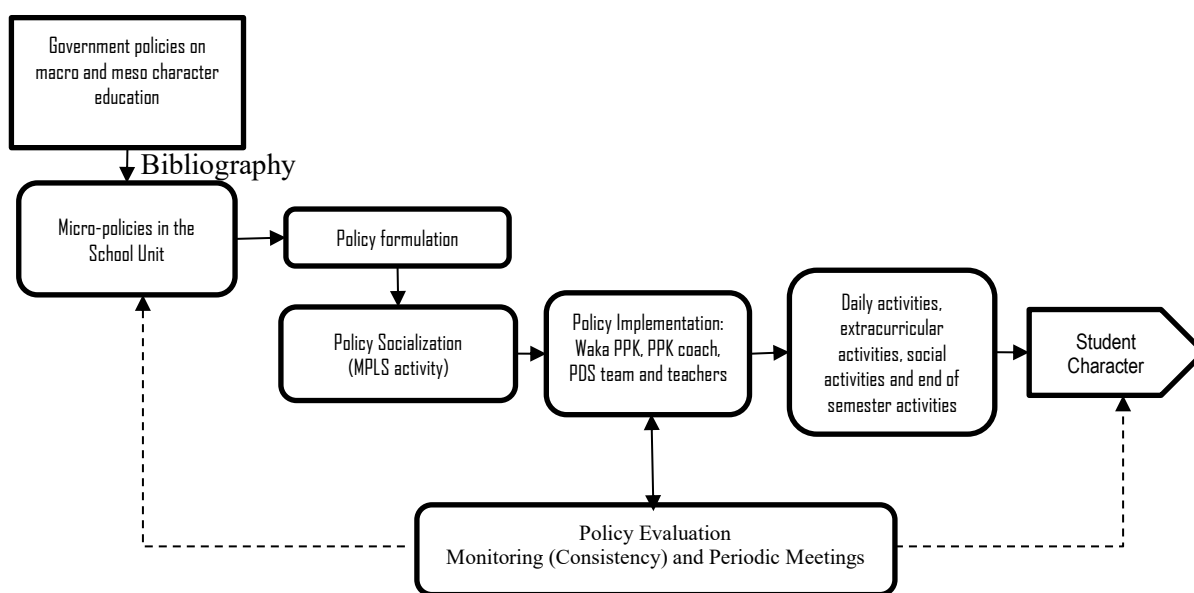 Government policies on
macro and meso character
education
Bibliography
Micro-policies in the
School Unit
Policy formulation
Policy Socialization
(MPLS activity)
Policy Implementation:
Waka PPK, PPK coach,
PDS team and teachers
Daily activities,
extracurricular
activities, social
activities and end of
semester activities
Student
Character
Policy Evaluation
Monitoring (Consistency) and Periodic Meetings